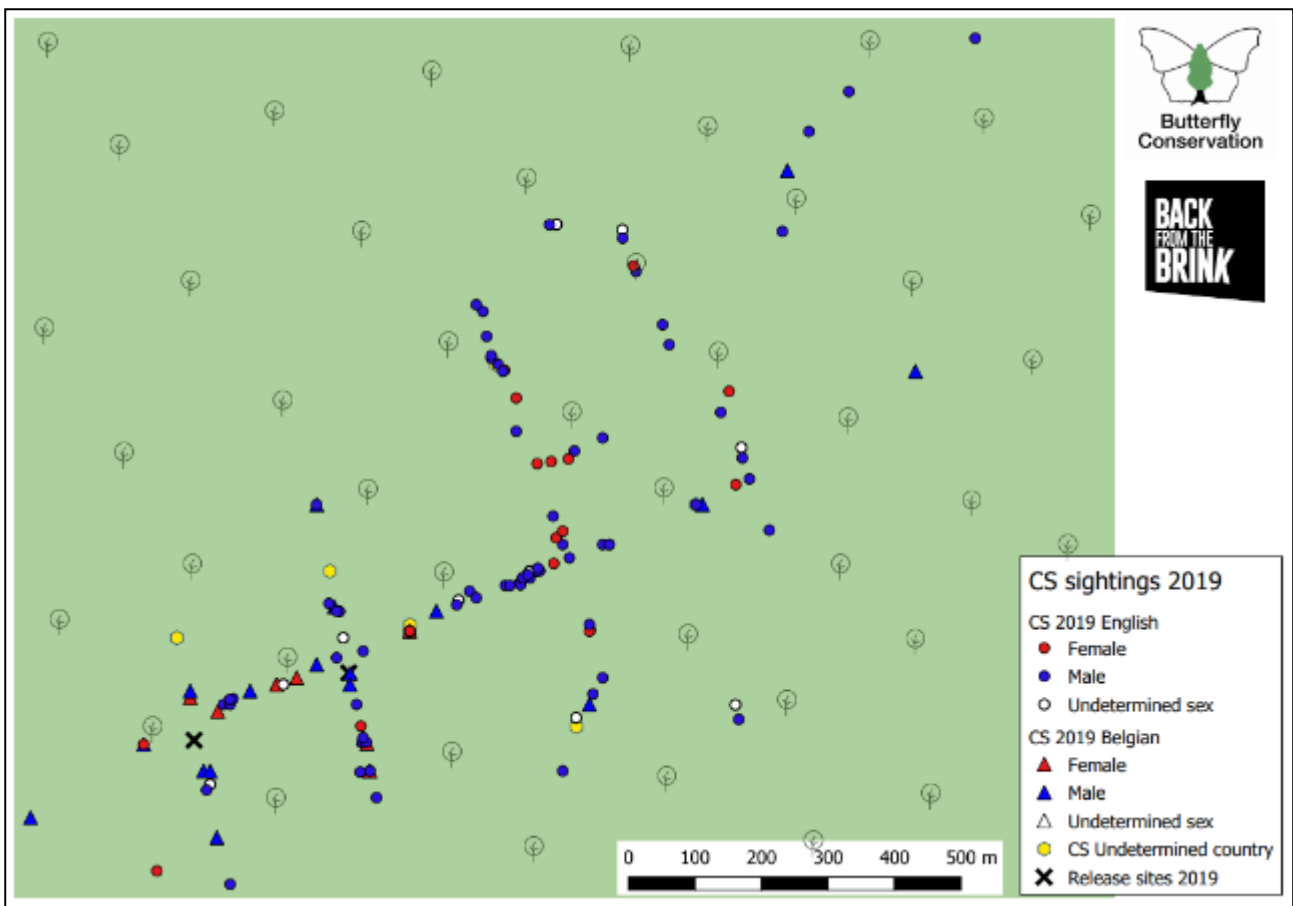 Butterfly
Conservation
BACK
FROM THE
BRINK
CS sightings 2019
CS 2019 English
Female
Male
Undetermined sex
CS 2019 Belgian
Female
Male
Undetermined sex
CS Undetermined country
Release sites 2019
0 100 200 300 400 500 m